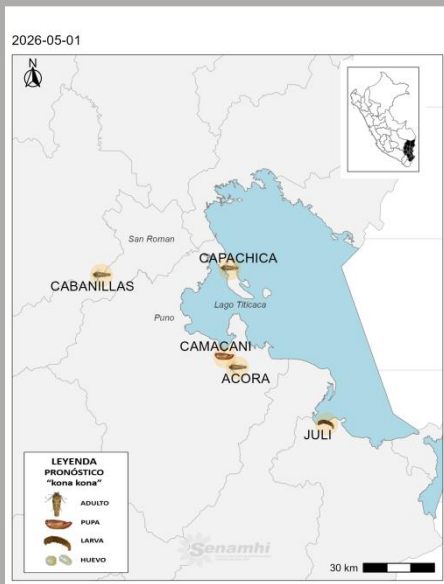 2026-05-01
N
San Roman
CAPACHICA
CABANILLAS
Lago Titicaca
Puno
CAMACANI
ACORA
JULI
LEYENDA
PRONÓSTICO
"kona kona"
ADULTO
PUPA
LARVA
HUEVO
Senamhi
30 km